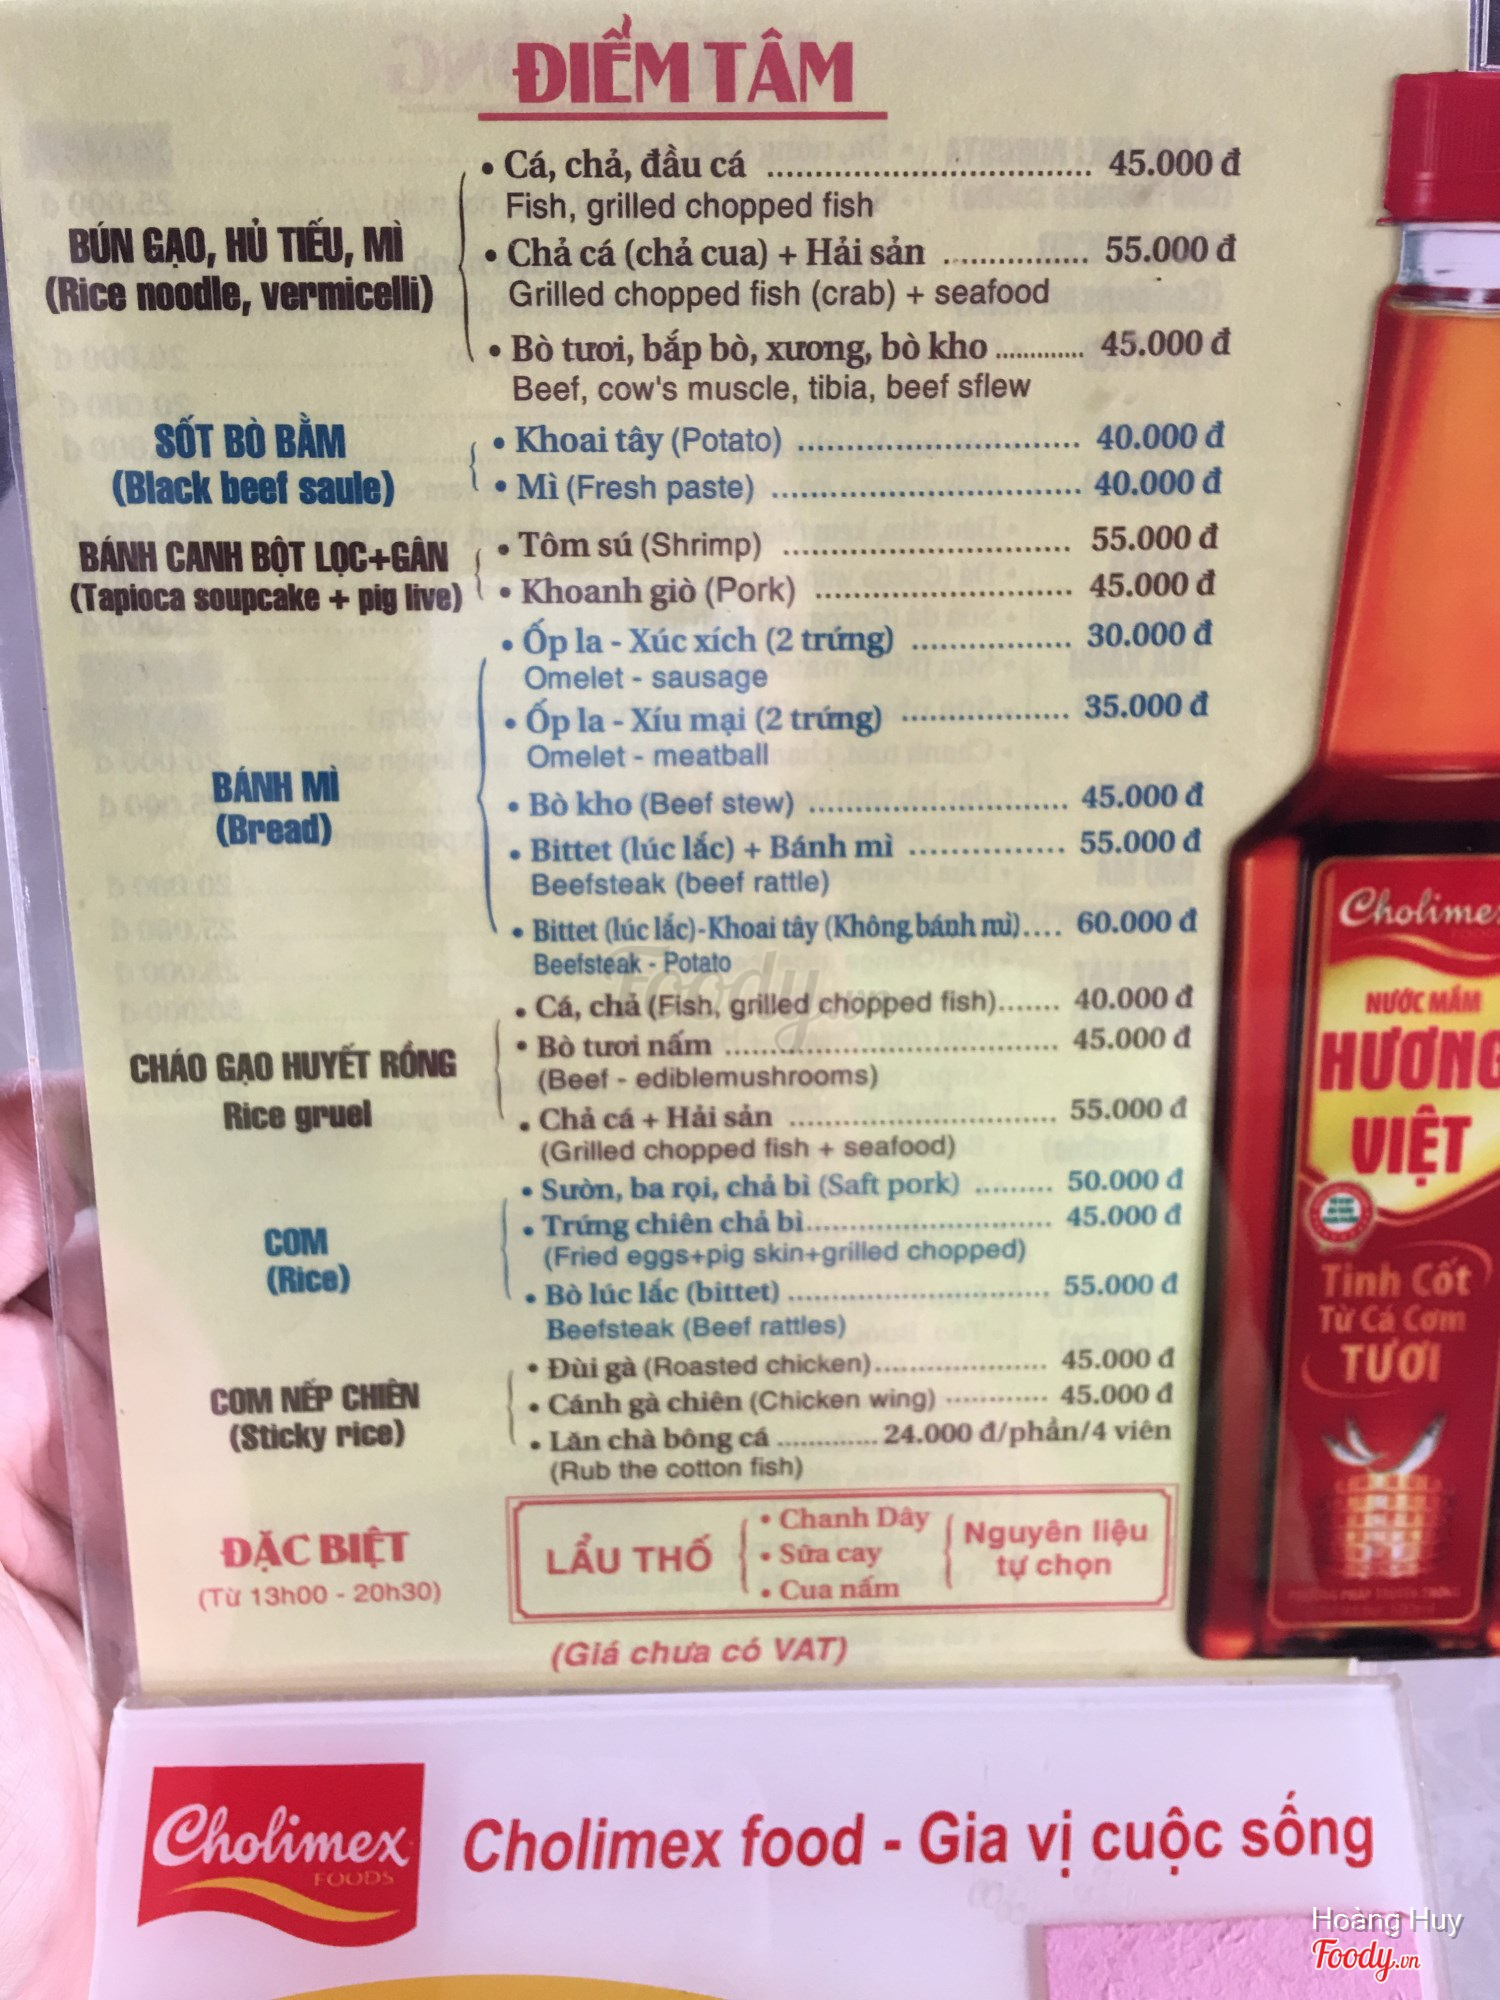 ĐIỂM TÂM
BÚN GẠO, HỦ TIẾU, MÌ
(Rice noodle, vermicelli)
• Cá, chả, đầu cá ................................ 45.000 đ
Fish, grilled chopped fish
• Chả cá (chả cua) + Hải sản ............... 55.000 đ
Grilled chopped fish (crab) + seafood
• Bò tươi, bắp bò, xương, bò kho ............. 45.000 đ
Beef, cow's muscle, tibia, beef sflew
SỐT BÒ BẰM
(Black beef saule)
• Khoai tây (Potato) ............................ 40.000 đ
• Mì (Fresh paste) ............................... 40.000 đ
BÁNH CANH BỘT LỌC+GÂN
(Tapioca soupcake + pig live)
• Tôm sú (Shrimp) ............................. 55.000 đ
• Khoanh giò (Pork) .......................... 45.000 đ
BÁNH MÌ
(Bread)
• Ốp la - Xúc xích (2 trứng) ................ 30.000 đ
Omelet - sausage
• Ốp la - Xíu mại (2 trứng) ................. 35.000 đ
Omelet - meatball
• Bò kho (Beef stew) .......................... 45.000 đ
• Bittet (lúc lắc) + Bánh mì ................ 55.000 đ
Beefsteak (beef rattle)
• Bittet (lúc lắc)-Khoai tây (Không bánh mì).... 60.000 đ
Beefsteak - Potato
CHÁO GẠO HUYẾT RỒNG
Rice gruel
• Cá, chả (Fish, grilled chopped fish)....... 40.000 đ
• Bò tươi nấm .................................. 45.000 đ
(Beef - ediblemushrooms)
• Chả cá + Hải sản ........................... 55.000 đ
(Grilled chopped fish + seafood)
CƠM
(Rice)
• Sườn, ba rọi, chả bì (Saft pork) ......... 50.000 đ
• Trứng chiên chả bì........................... 45.000 đ
(Fried eggs+pig skin+grilled chopped)
• Bò lúc lắc (bittet) ............................ 55.000 đ
Beefsteak (Beef rattles)
CƠM NẾP CHIÊN
(Sticky rice)
• Đùi gà (Roasted chicken).................. 45.000 đ
• Cánh gà chiên (Chicken wing) ............ 45.000 đ
• Lăn chà bông cá ............. 24.000 đ/phần/4 viên
(Rub the cotton fish)
ĐẶC BIỆT
(Từ 13h00 - 20h30)
LẨU THỐ
• Chanh Dây
• Sữa cay
• Cua nấm
Nguyên liệu
tự chọn
(Giá chưa có VAT)
Cholimex
NƯỚC MẮM
HƯƠNG
VIỆT
Tinh Cốt
Từ Cá Cơm
TƯƠI
Cholimex
FOODS
Cholimex food - Gia vị cuộc sống
Foody.vn
Hoàng Huy
Foody.vn